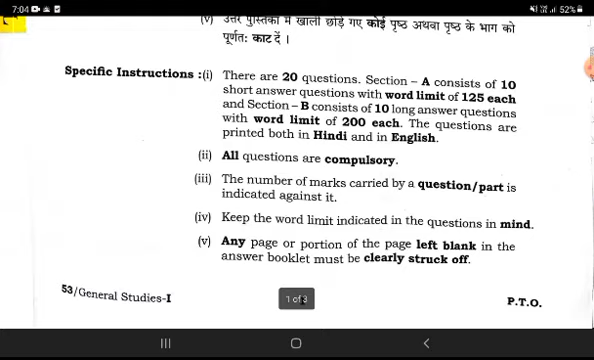 7:04
52%
(v) उत्तर पुस्तिका में खाली छोड़े गए कोई पृष्ठ अथवा पृष्ठ के भाग को
पूर्णतः काट दें ।
Specific Instructions : (i) There are 20 questions. Section – A consists of 10
short answer questions with word limit of 125 each
and Section – B consists of 10 long answer questions
with word limit of 200 each. The questions are
printed both in Hindi and in English.
(ii) All questions are compulsory.
(iii) The number of marks carried by a question/part is
indicated against it.
(iv) Keep the word limit indicated in the questions in mind.
(v) Any page or portion of the page left blank in the
answer booklet must be clearly struck off.
53/General Studies-I
1 of 3
P.T.O.